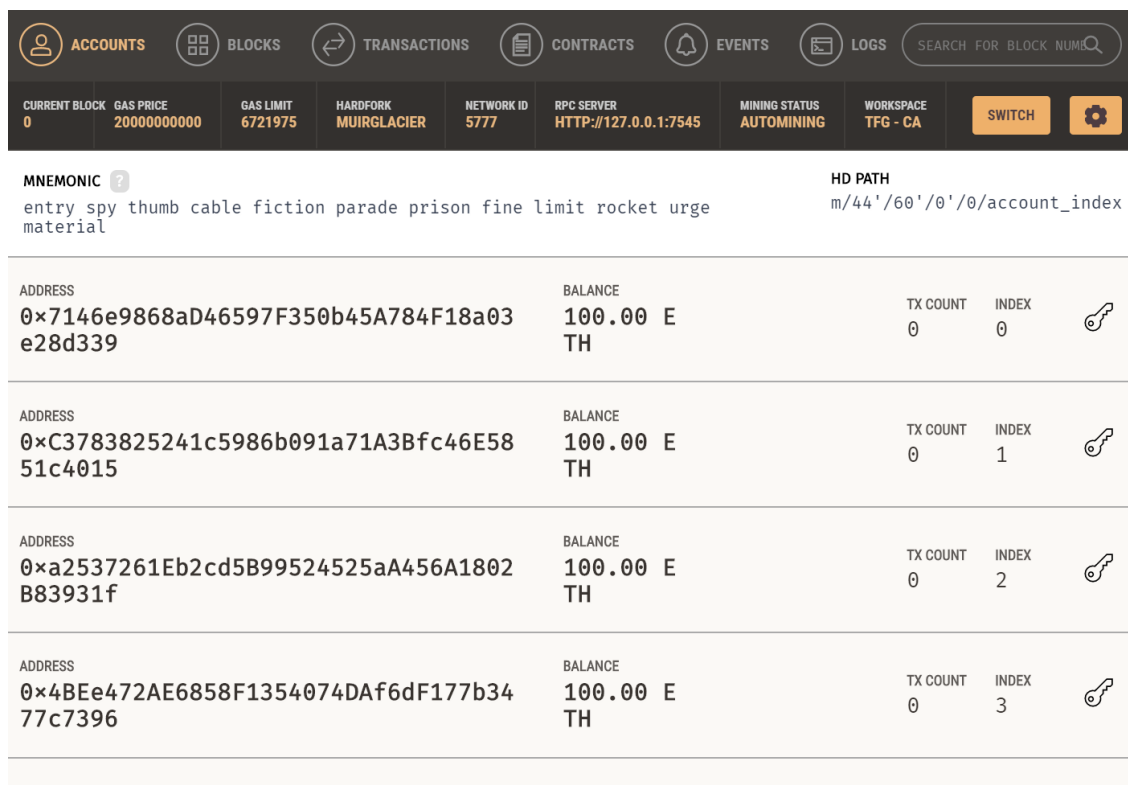 ACCOUNTS BLOCKS TRANSACTIONS CONTRACTS EVENTS LOGS SEARCH FOR BLOCK NUMB
CURRENT BLOCK GAS PRICE GAS LIMIT HARDFORK NETWORK ID RPC SERVER MINING STATUS WORKSPACE
0 20000000000 6721975 MUIRGLACIER 5777 HTTP://127.0.0.1:7545 AUTOMINING TFG - CA SWITCH
MNEMONIC ? HD PATH
entry spy thumb cable fiction parade prison fine limit rocket urge m/44'/60'/0'/0/account_index
material
ADDRESS BALANCE TX COUNT INDEX
0×7146e9868aD46597F350b45A784F18a03 100.00 E 0 0
e28d339 TH
ADDRESS BALANCE TX COUNT INDEX
0×C3783825241c5986b091a71A3Bfc46E58 100.00 E 0 1
51c4015 TH
ADDRESS BALANCE TX COUNT INDEX
0×a2537261Eb2cd5B99524525aA456A1802 100.00 E 0 2
B83931f TH
ADDRESS BALANCE TX COUNT INDEX
0×4BEe472AE6858F1354074DAf6dF177b34 100.00 E 0 3
77c7396 TH